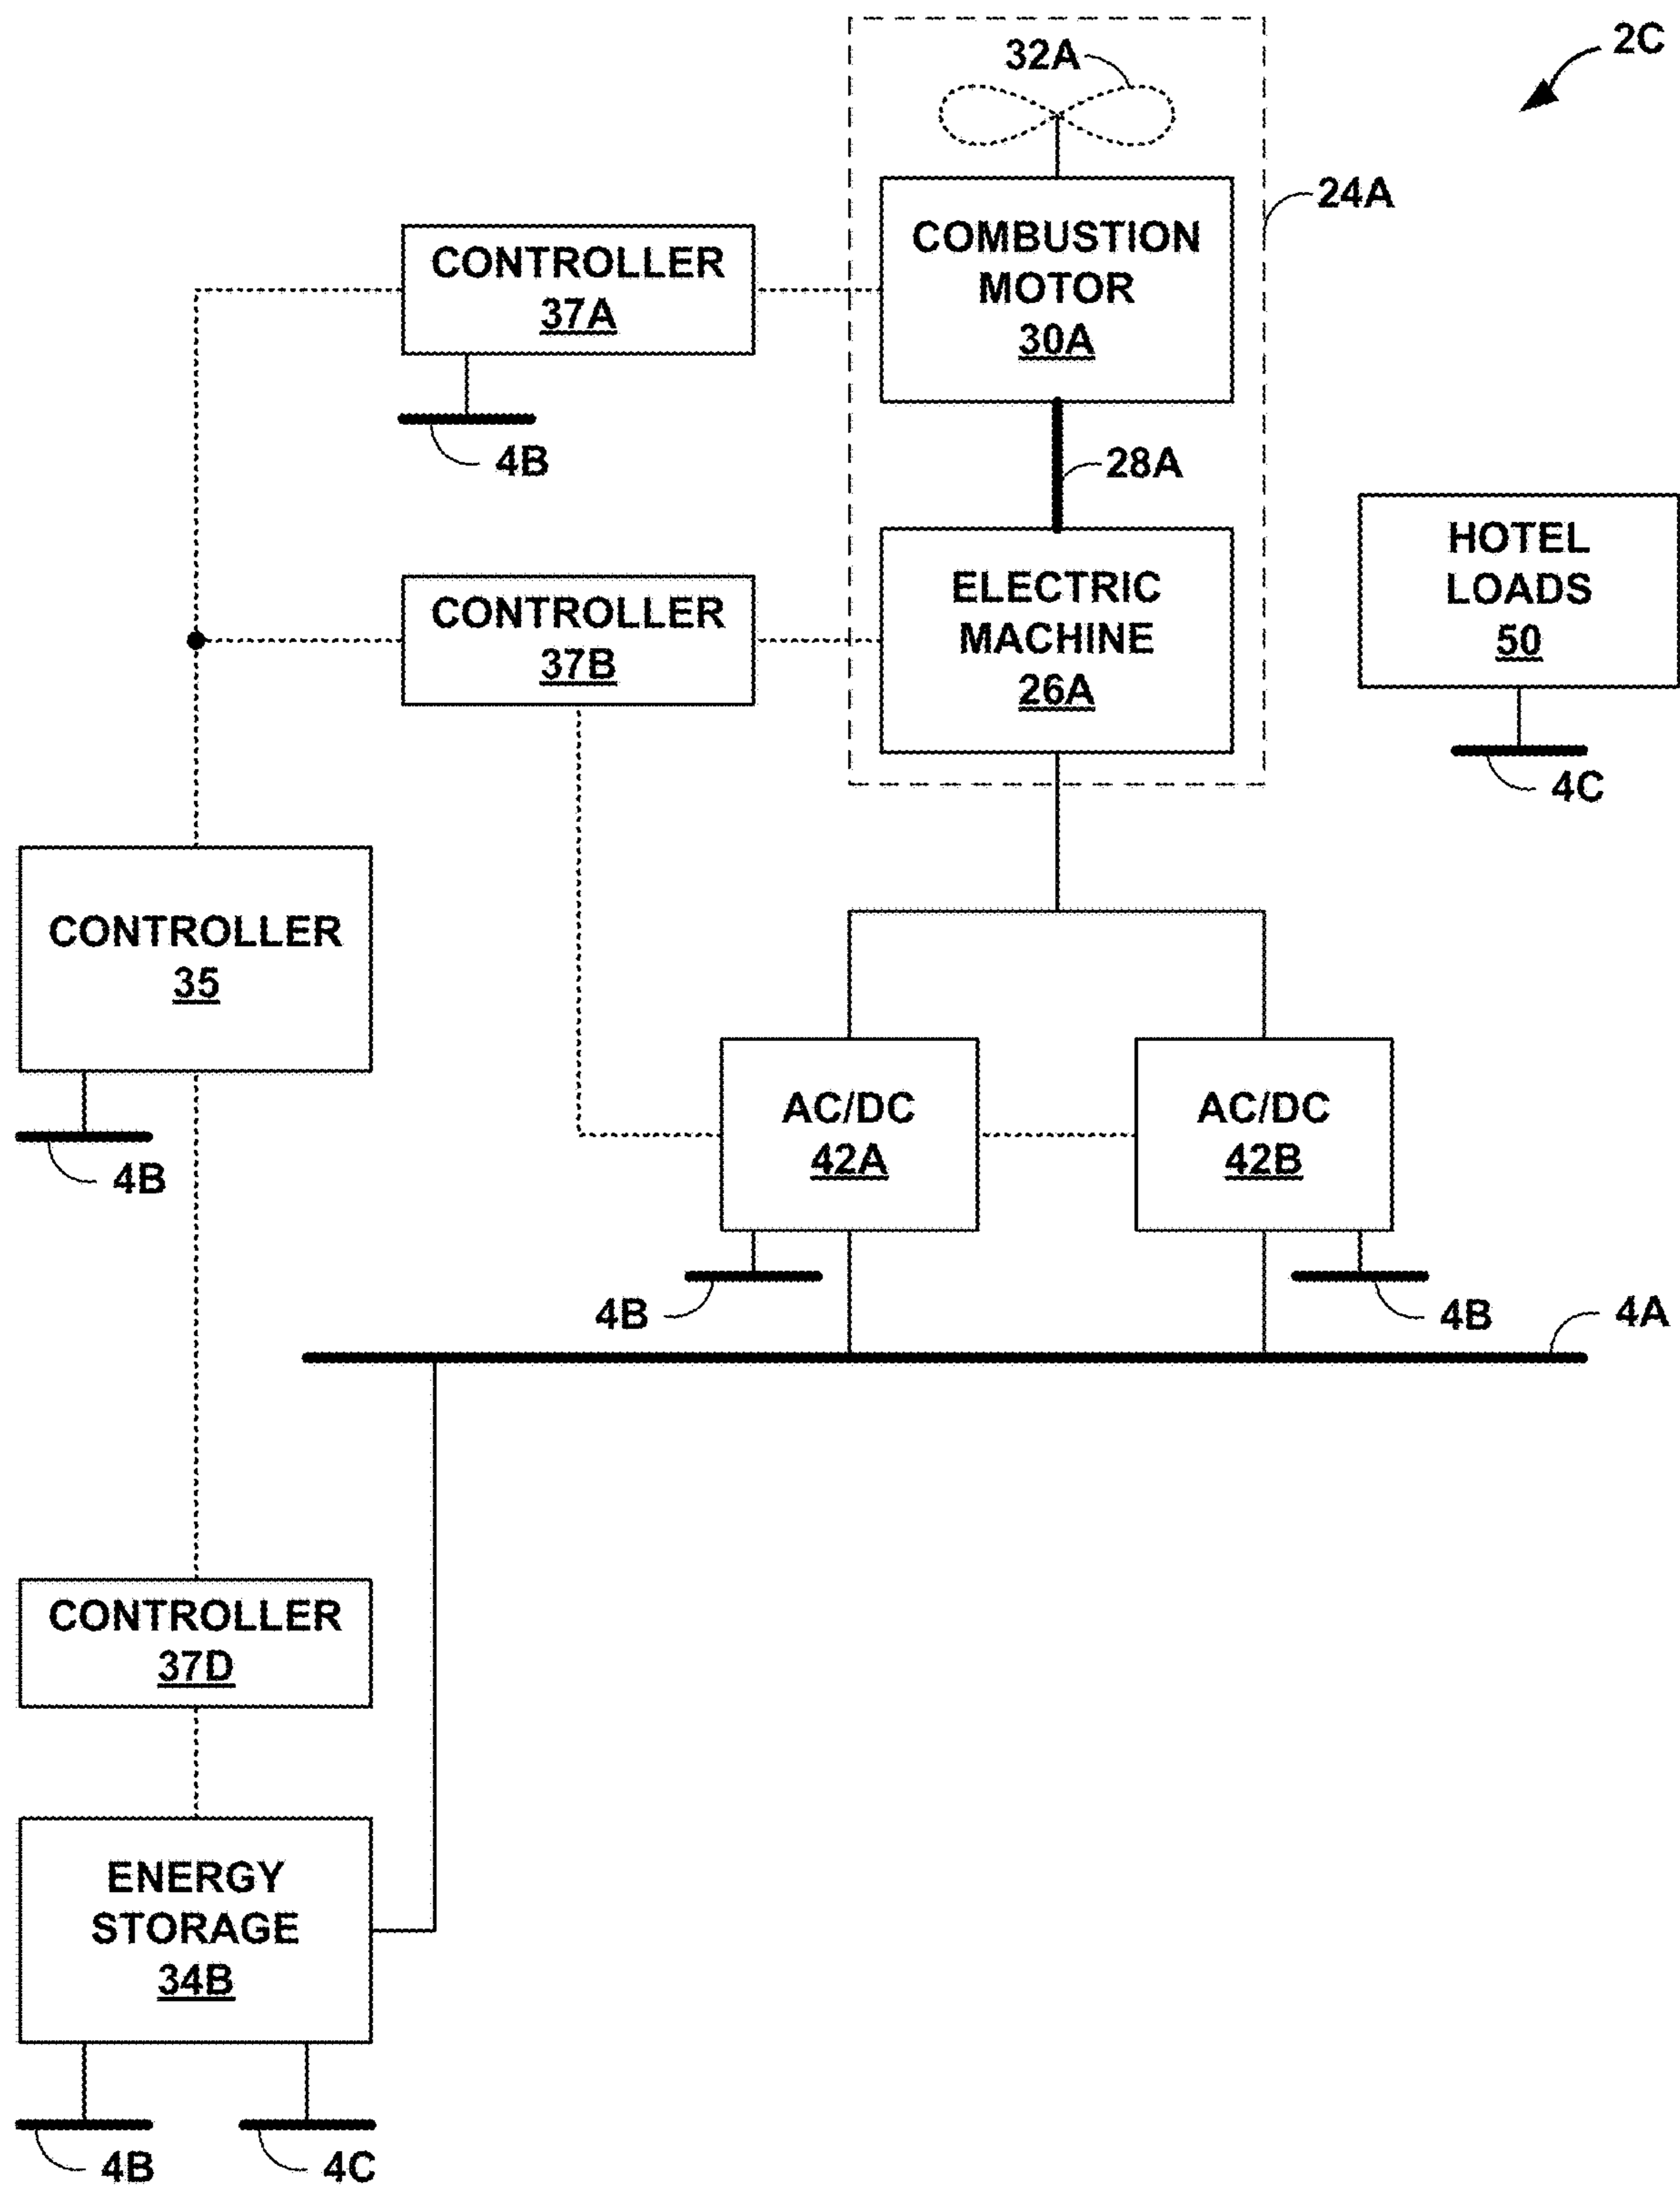 2C
32A
24A
COMBUSTION
MOTOR
30A
CONTROLLER
37A
4B
28A
HOTEL
LOADS
50
4C
CONTROLLER
37B
ELECTRIC
MACHINE
26A
CONTROLLER
35
4B
AC/DC
42A
AC/DC
42B
4B
4B
4A
CONTROLLER
37D
ENERGY
STORAGE
34B
4B
4C